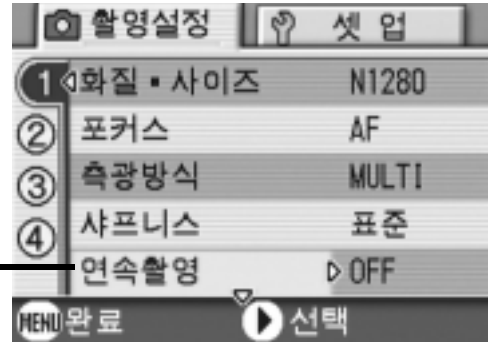 촬영설정 셋 업
1 화질▪사이즈 N1280
② 포커스 AF
③ 측광방식 MULTI
④ 샤프니스 표준
연속촬영 OFF
MENU 완료 선택